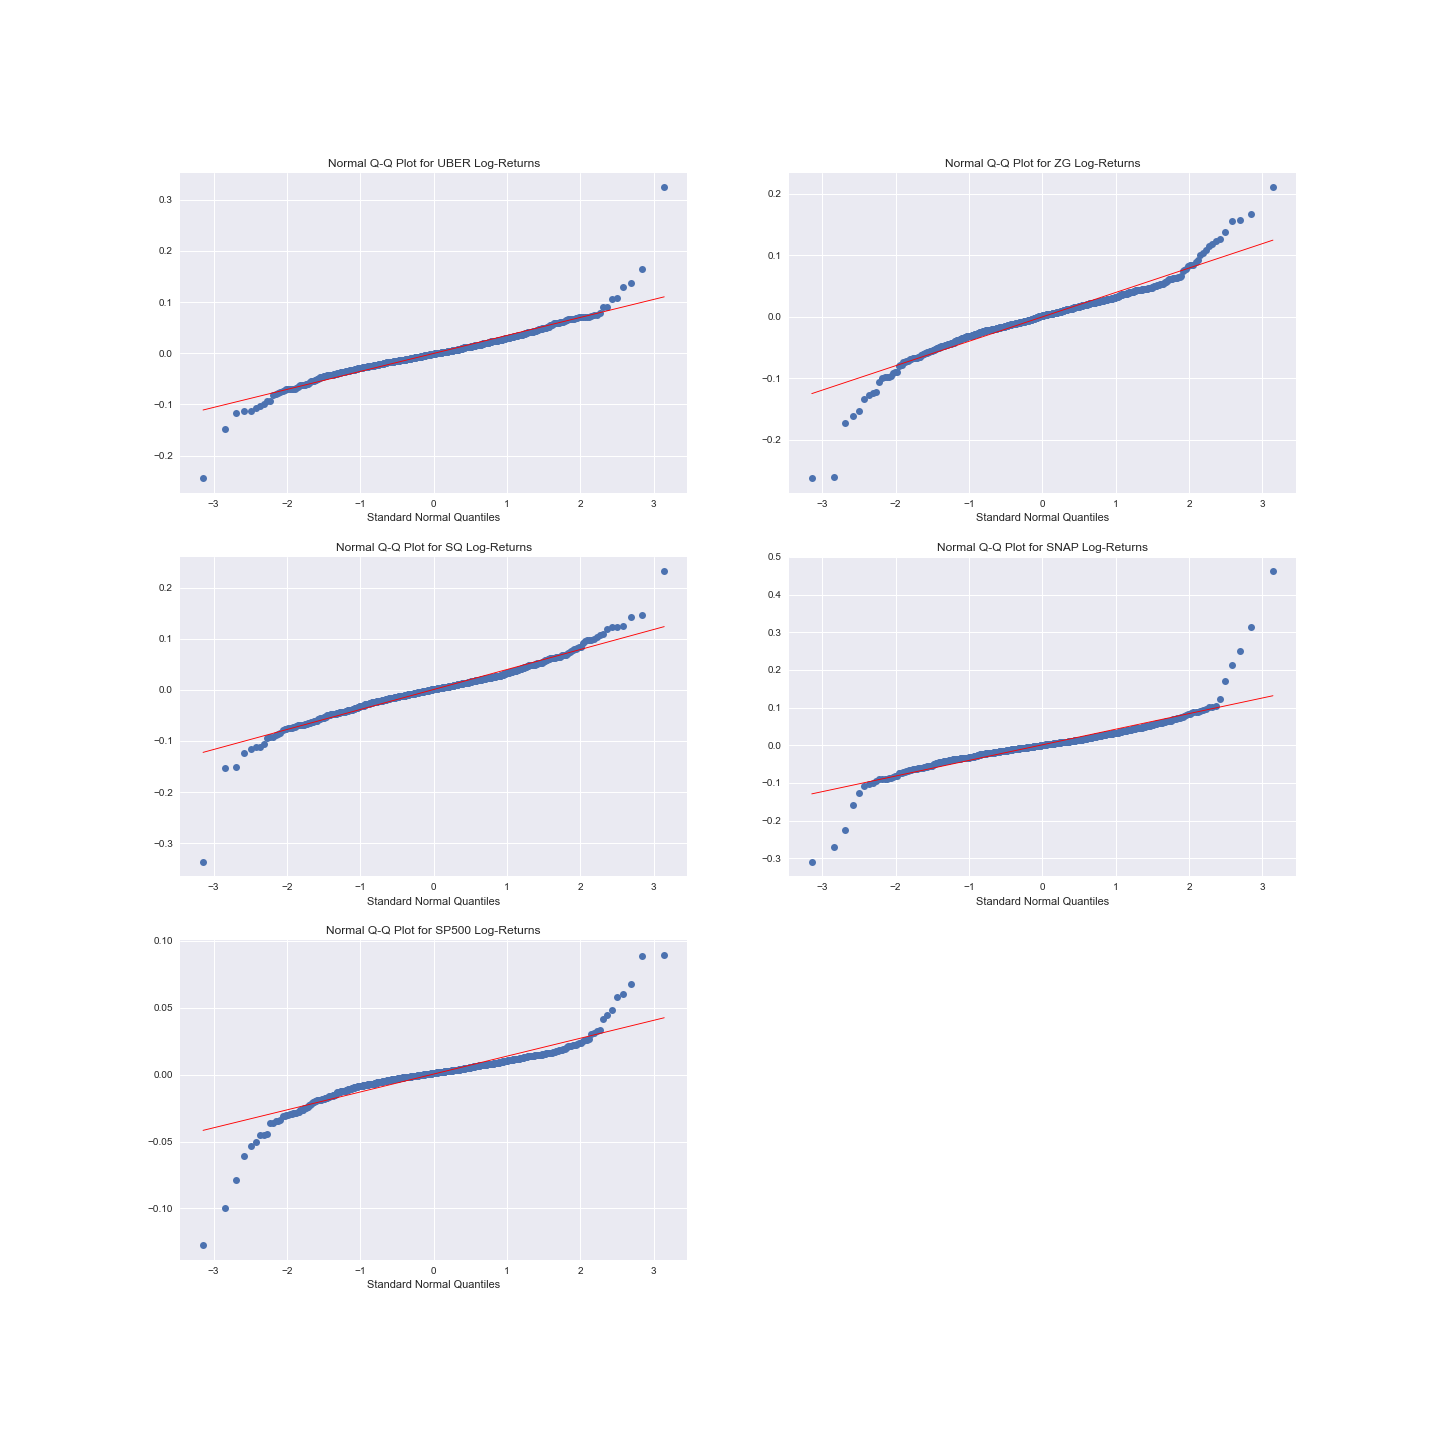 Normal Q-Q Plot for UBER Log-Returns
0.3
0.2
0.1
0.0
−0.1
−0.2
−3 −2 −1 0 1 2 3
Standard Normal Quantiles
Normal Q-Q Plot for ZG Log-Returns
0.2
0.1
0.0
−0.1
−0.2
−3 −2 −1 0 1 2 3
Standard Normal Quantiles
Normal Q-Q Plot for SQ Log-Returns
0.2
0.1
0.0
−0.1
−0.2
−0.3
−3 −2 −1 0 1 2 3
Standard Normal Quantiles
Normal Q-Q Plot for SNAP Log-Returns
0.5
0.4
0.3
0.2
0.1
0.0
−0.1
−0.2
−0.3
−3 −2 −1 0 1 2 3
Standard Normal Quantiles
Normal Q-Q Plot for SP500 Log-Returns
0.10
0.05
0.00
−0.05
−0.10
−3 −2 −1 0 1 2 3
Standard Normal Quantiles